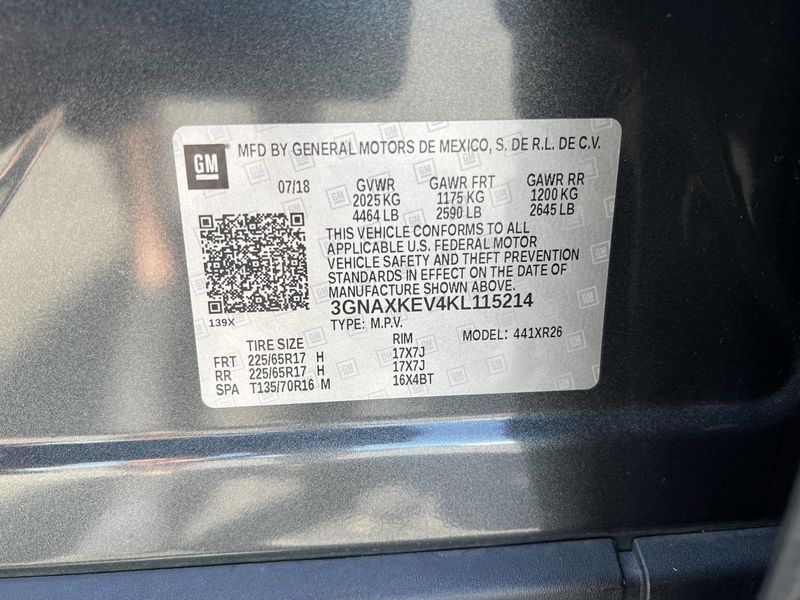 GM MFD BY GENERAL MOTORS DE MEXICO, S. DE R.L. DE C.V.
07/18 GVWR GAWR FRT GAWR RR
2025 KG 1175 KG 1200 KG
4464 LB 2590 LB 2645 LB
THIS VEHICLE CONFORMS TO ALL
APPLICABLE U.S. FEDERAL MOTOR
VEHICLE SAFETY AND THEFT PREVENTION
STANDARDS IN EFFECT ON THE DATE OF
MANUFACTURE SHOWN ABOVE.
3GNAXKEV4KL115214
139X
TYPE: M.P.V. MODEL: 441XR26
TIRE SIZE RIM
FRT 225/65R17 H 17X7J
RR 225/65R17 H 17X7J
SPA T135/70R16 M 16X4BT